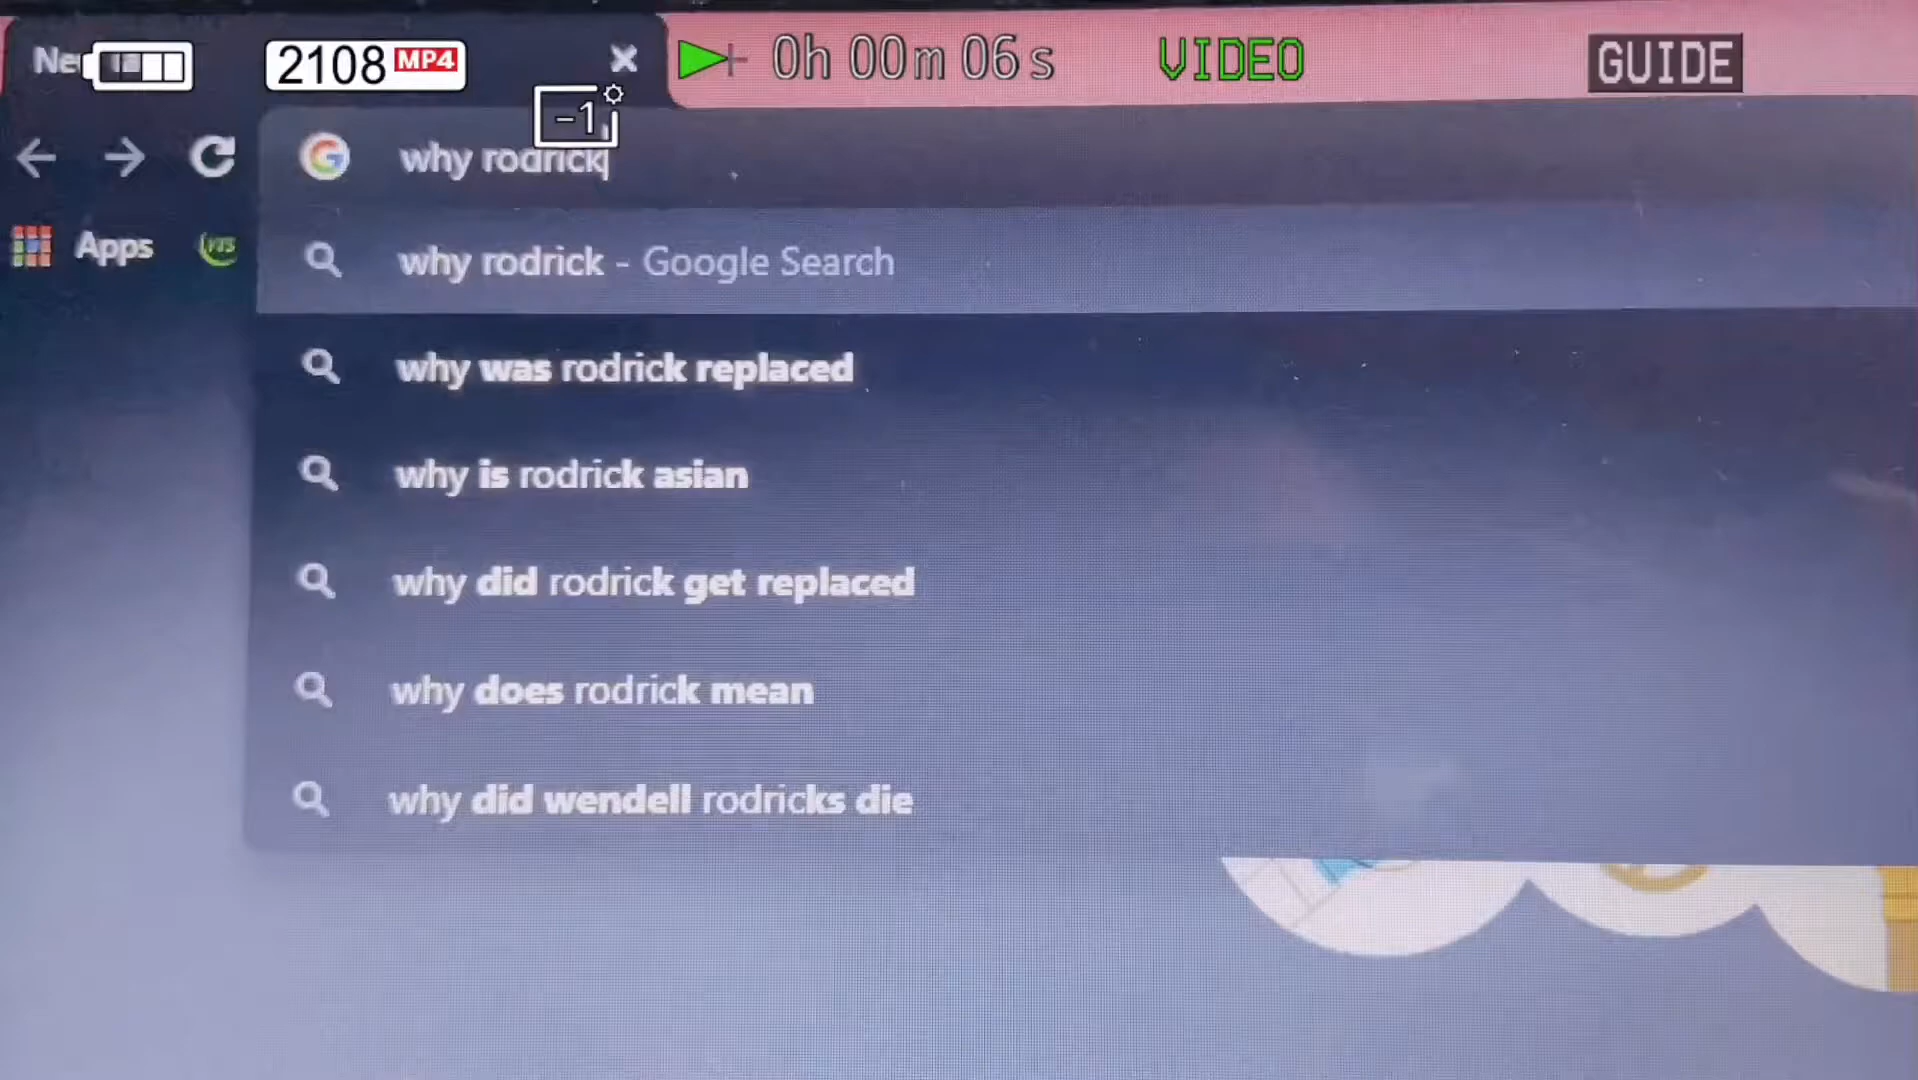 2108 MP4
0h 00m 06s
VIDEO
GUIDE
-1
why rodrick
Apps
why rodrick - Google Search
why was rodrick replaced
why is rodrick asian
why did rodrick get replaced
why does rodrick mean
why did wendell rodricks die